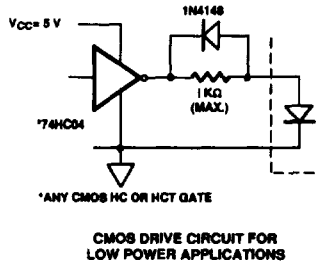 1N4148
VCC= 5 V
1 KΩ
(MAX.)
*74HC04
*ANY CMOS HC OR HCT GATE
CMOS DRIVE CIRCUIT FOR
LOW POWER APPLICATIONS